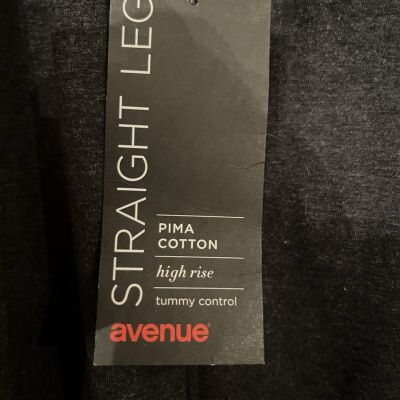 STRAIGHT LEG
PIMA
COTTON
high rise
tummy control
avenue®